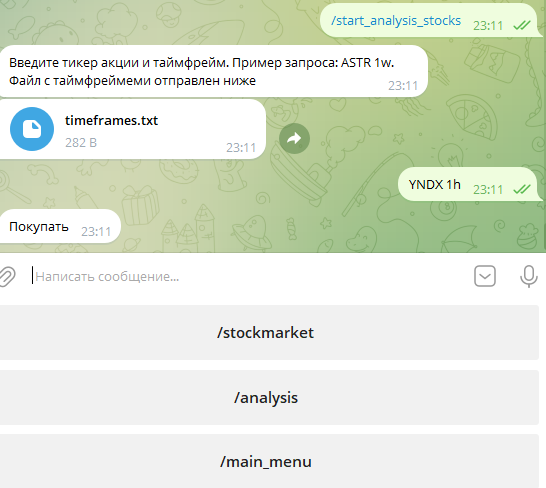 /start_analysis_stocks 23:11
Введите тикер акции и таймфрейм. Пример запроса: ASTR 1w.
Файл с таймфреймеми отправлен ниже 23:11
timeframes.txt
282 B 23:11
YNDX 1h 23:11
Покупать 23:11
Написать сообщение...
/stockmarket
/analysis
/main_menu